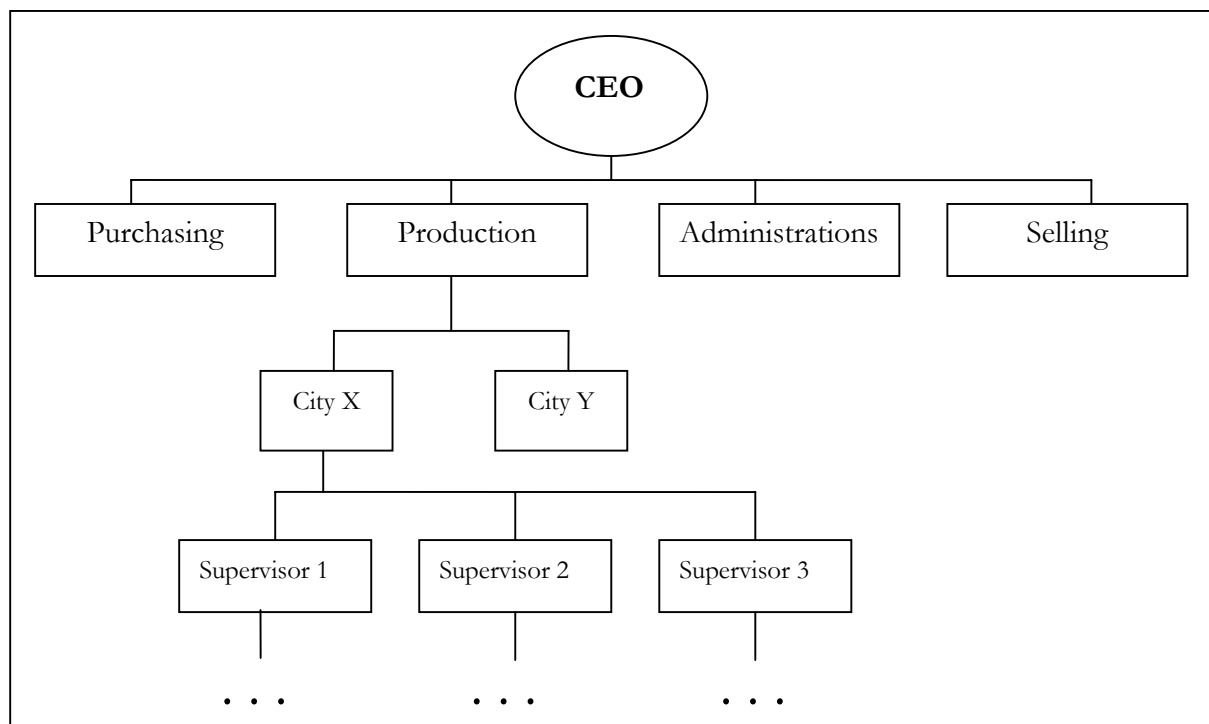 CEO
Purchasing
Production
Administrations
Selling
City X
City Y
Supervisor 1
Supervisor 2
Supervisor 3
. . .
. . .
. . .